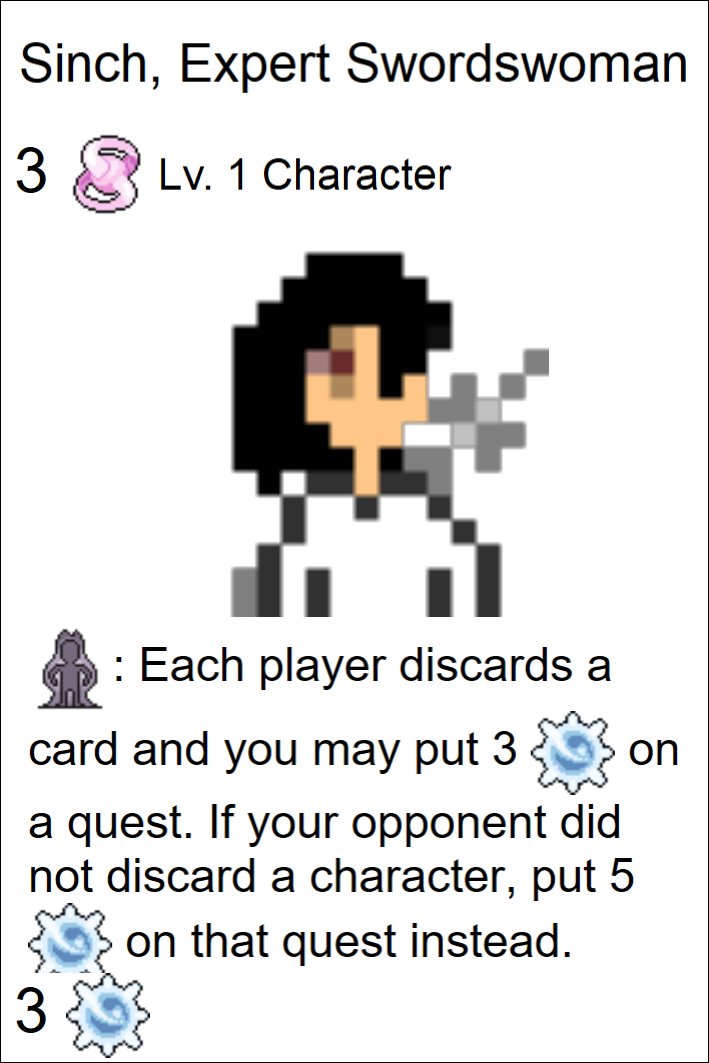 Sinch, Expert Swordswoman
3 Lv. 1 Character
: Each player discards a
card and you may put 3 on
a quest. If your opponent did
not discard a character, put 5
on that quest instead.
3